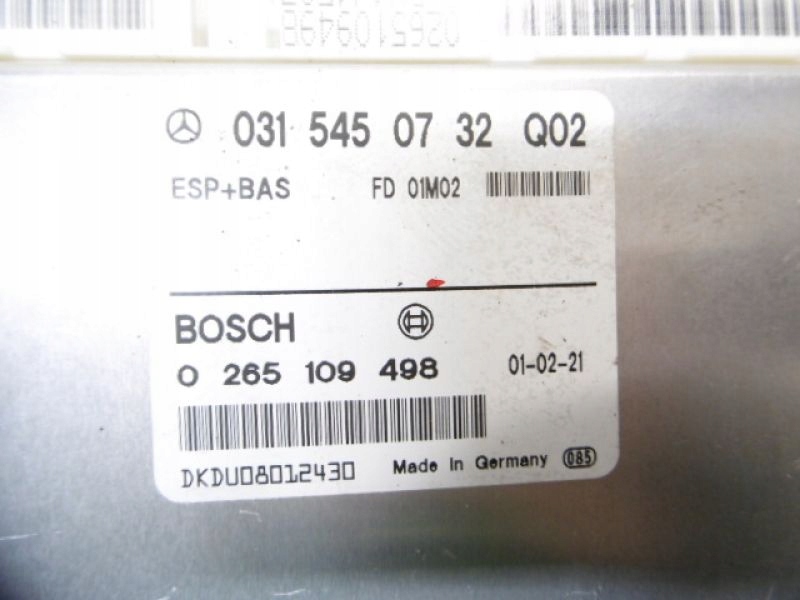 0265109498
031 545 07 32 Q02
ESP+BAS FD 01M02
BOSCH
0 265 109 498 01-02-21
DKDU08012430 Made In Germany 085